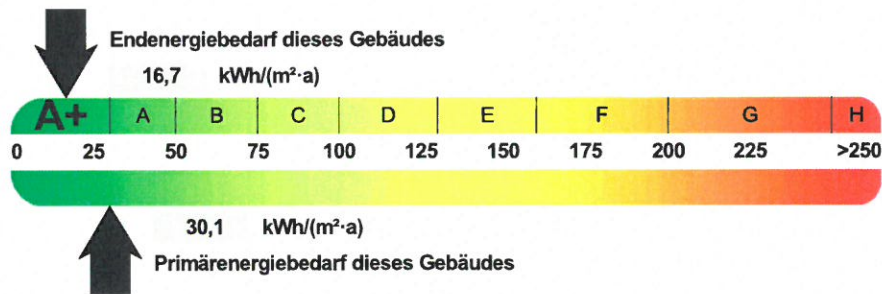 Endenergiebedarf dieses Gebäudes
16,7 kWh/(m²·a)
A+ A B C D E F G H
0 25 50 75 100 125 150 175 200 225 >250
30,1 kWh/(m²·a)
Primärenergiebedarf dieses Gebäudes